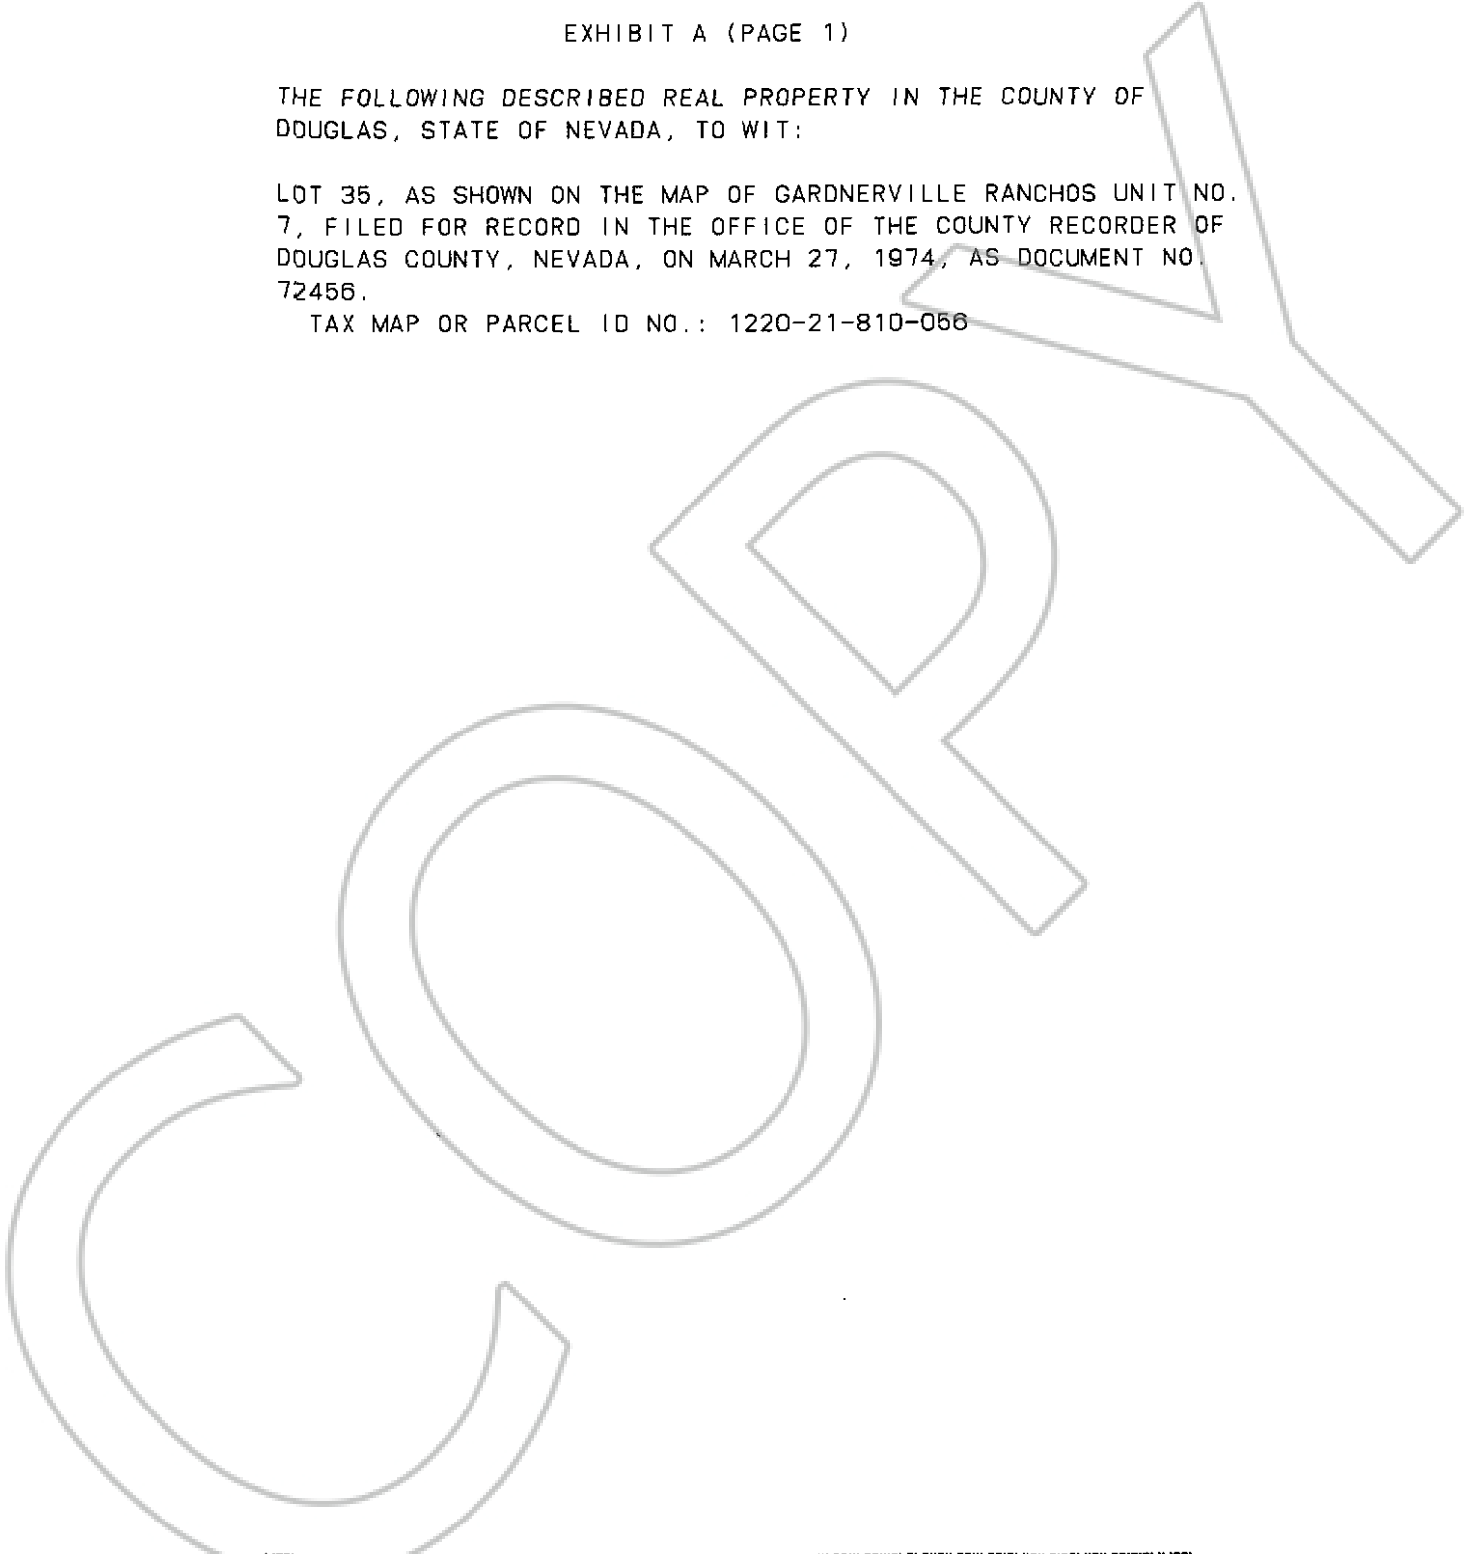 EXHIBIT A (PAGE 1)
THE FOLLOWING DESCRIBED REAL PROPERTY IN THE COUNTY OF
DOUGLAS, STATE OF NEVADA, TO WIT:
LOT 35, AS SHOWN ON THE MAP OF GARDNERVILLE RANCHOS UNIT NO.
7, FILED FOR RECORD IN THE OFFICE OF THE COUNTY RECORDER OF
DOUGLAS COUNTY, NEVADA, ON MARCH 27, 1974, AS DOCUMENT NO.
72456.
TAX MAP OR PARCEL ID NO.: 1220-21-810-056
COPY